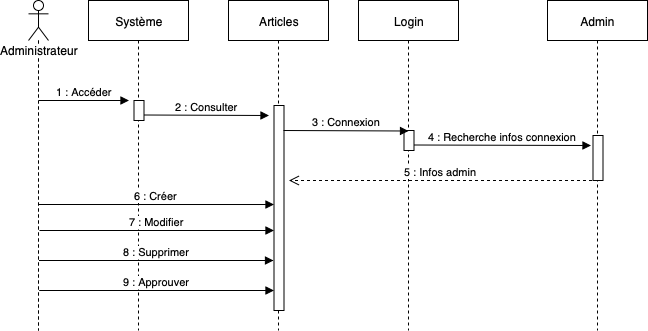 Système
Articles
Login
Admin
Administrateur
1 : Accéder
2 : Consulter
3 : Connexion
4 : Recherche infos connexion
5 : Infos admin
6 : Créer
7 : Modifier
8 : Supprimer
9 : Approuver